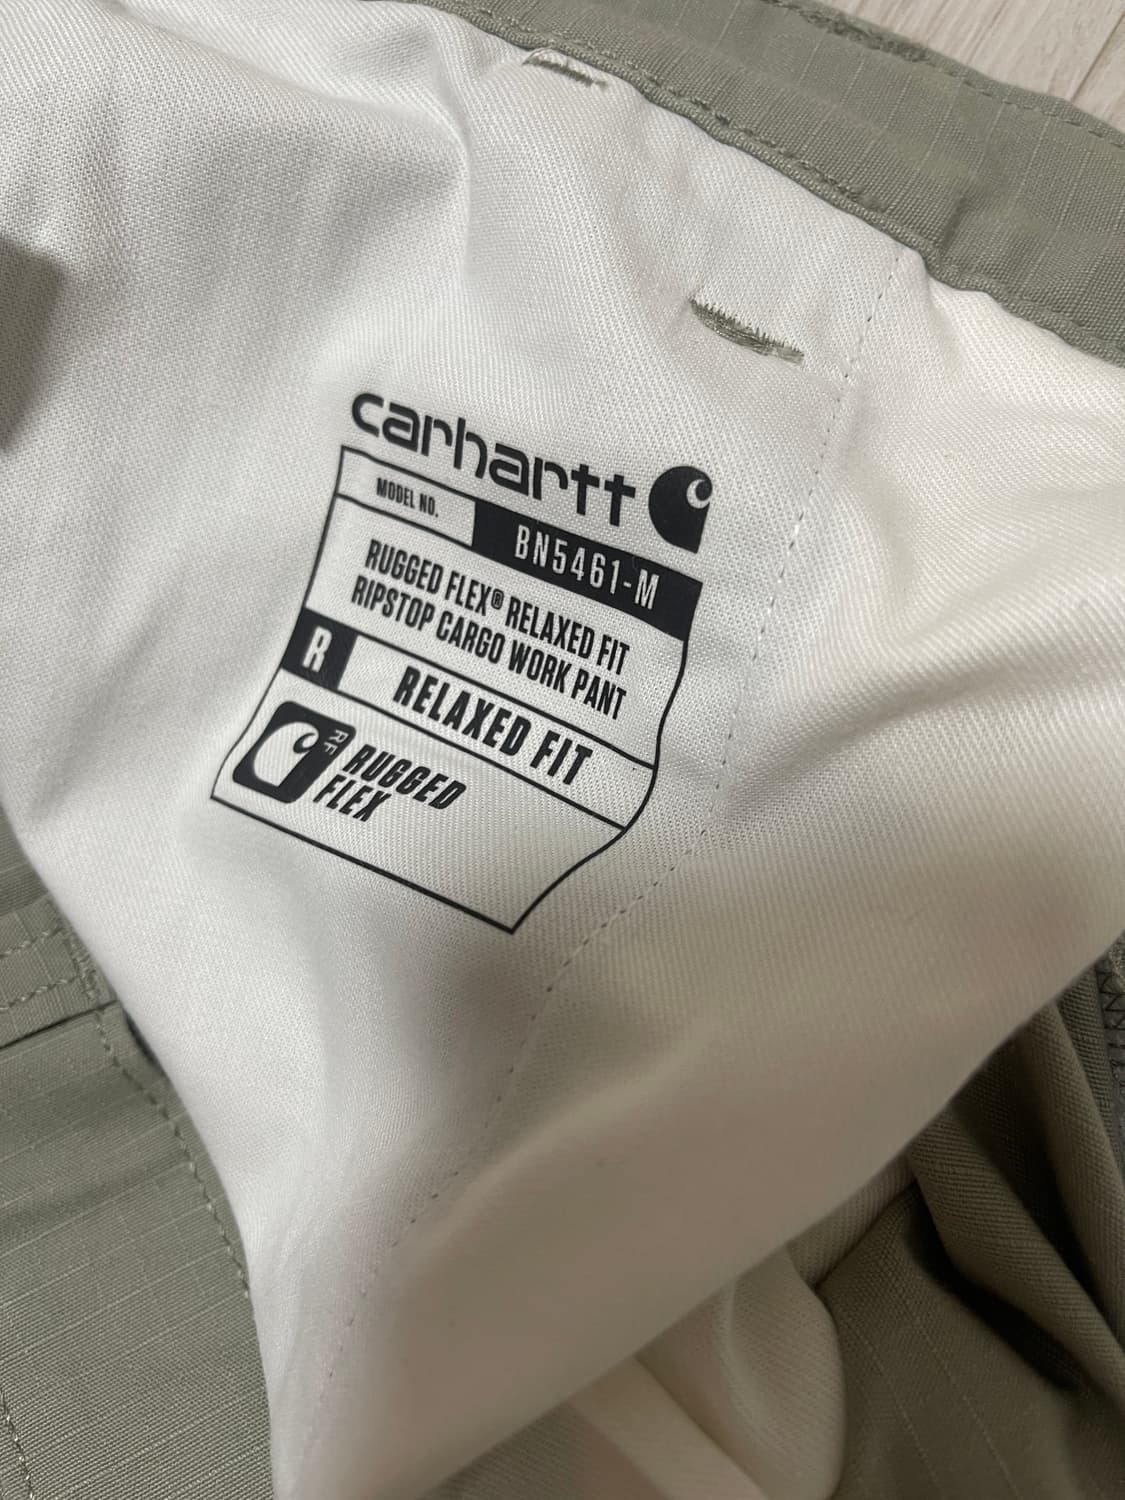 carhartt
MODEL NO. BN5461-M
RUGGED FLEX® RELAXED FIT
RIPSTOP CARGO WORK PANT
R RELAXED FIT
RF RUGGED
FLEX